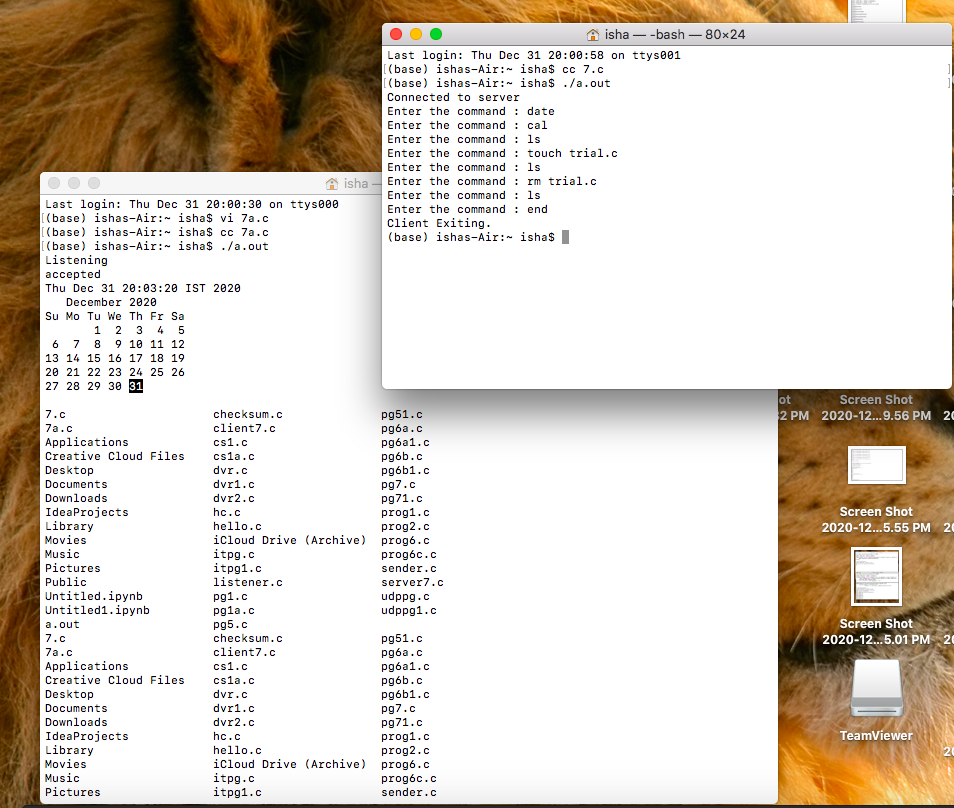 isha — -bash — 80×24
Last login: Thu Dec 31 20:00:58 on ttys001
[(base) ishas-Air:~ isha$ cc 7.c ]
[(base) ishas-Air:~ isha$ ./a.out ]
Connected to server
Enter the command : date
Enter the command : cal
Enter the command : ls
Enter the command : touch trial.c
Enter the command : ls
Enter the command : rm trial.c
Enter the command : ls
Enter the command : end
Client Exiting.
(base) ishas-Air:~ isha$
isha —
Last login: Thu Dec 31 20:00:30 on ttys000
[(base) ishas-Air:~ isha$ vi 7a.c
[(base) ishas-Air:~ isha$ cc 7a.c
[(base) ishas-Air:~ isha$ ./a.out
Listening
accepted
Thu Dec 31 20:03:20 IST 2020
December 2020
Su Mo Tu We Th Fr Sa
1 2 3 4 5
6 7 8 9 10 11 12
13 14 15 16 17 18 19
20 21 22 23 24 25 26
27 28 29 30 31
7.c checksum.c pg51.c
7a.c client7.c pg6a.c
Applications cs1.c pg6a1.c
Creative Cloud Files cs1a.c pg6b.c
Desktop dvr.c pg6b1.c
Documents dvr1.c pg7.c
Downloads dvr2.c pg71.c
IdeaProjects hc.c prog1.c
Library hello.c prog2.c
Movies iCloud Drive (Archive) prog6.c
Music itpg.c prog6c.c
Pictures itpg1.c sender.c
Public listener.c server7.c
Untitled.ipynb pg1.c udppg.c
Untitled1.ipynb pg1a.c udppg1.c
a.out pg5.c
7.c checksum.c pg51.c
7a.c client7.c pg6a.c
Applications cs1.c pg6a1.c
Creative Cloud Files cs1a.c pg6b.c
Desktop dvr.c pg6b1.c
Documents dvr1.c pg7.c
Downloads dvr2.c pg71.c
IdeaProjects hc.c prog1.c
Library hello.c prog2.c
Movies iCloud Drive (Archive) prog6.c
Music itpg.c prog6c.c
Pictures itpg1.c sender.c
ot
32 PM
Screen Shot
2020-12...9.56 PM
Screen Shot
2020-12...5.55 PM
Screen Shot
2020-12...5.01 PM
TeamViewer